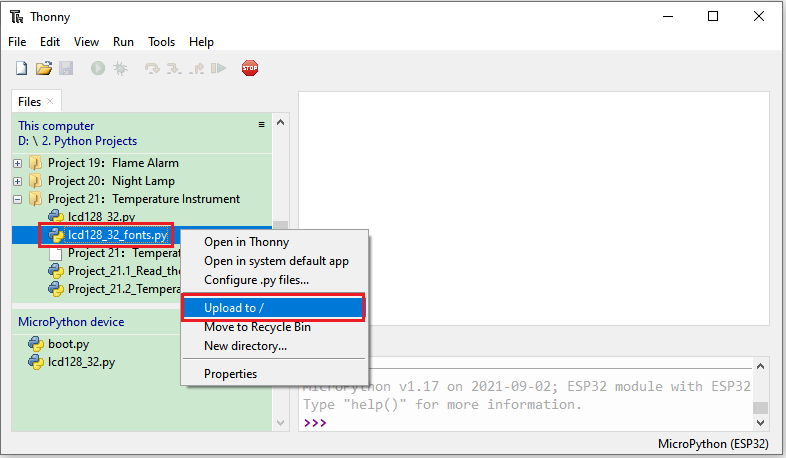 Thonny
File Edit View Run Tools Help
STOP
Files
This computer
D: \ 2. Python Projects
Project 19：Flame Alarm
Project 20：Night Lamp
Project 21：Temperature Instrument
lcd128_32.py
lcd128_32_fonts.py
Project 21：Tempera
Project_21.1_Read_the
Project_21.2_Tempera
Open in Thonny
Open in system default app
Configure .py files...
Upload to /
Move to Recycle Bin
New directory...
Properties
MicroPython device
boot.py
lcd128_32.py
MicroPython v1.17 on 2021-09-02; ESP32 module with ESP32
Type "help()" for more information.
>>>
MicroPython (ESP32)